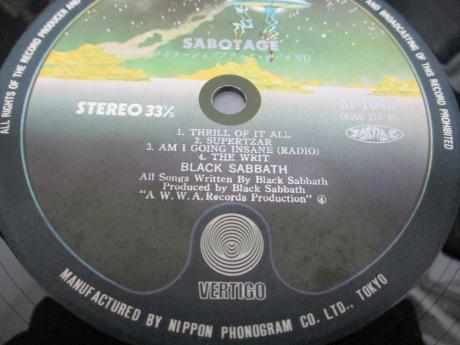 ALL RIGHTS OF THE RECORD PRODUCER AND
AND BROADCASTING OF THIS RECORD PROHIBITED
SABOTAGE
STEREO 33⅓
JASRAC
1. THRILL OF IT ALL
2. SUPERTZAR
3. AM I GOING INSANE (RADIO)
4. THE WRIT
BLACK SABBATH
All Songs Written By Black Sabbath
Produced by Black Sabbath
"A W.W.A. Records Production" ④
VERTIGO
MANUFACTURED BY NIPPON PHONOGRAM CO. LTD., TOKYO